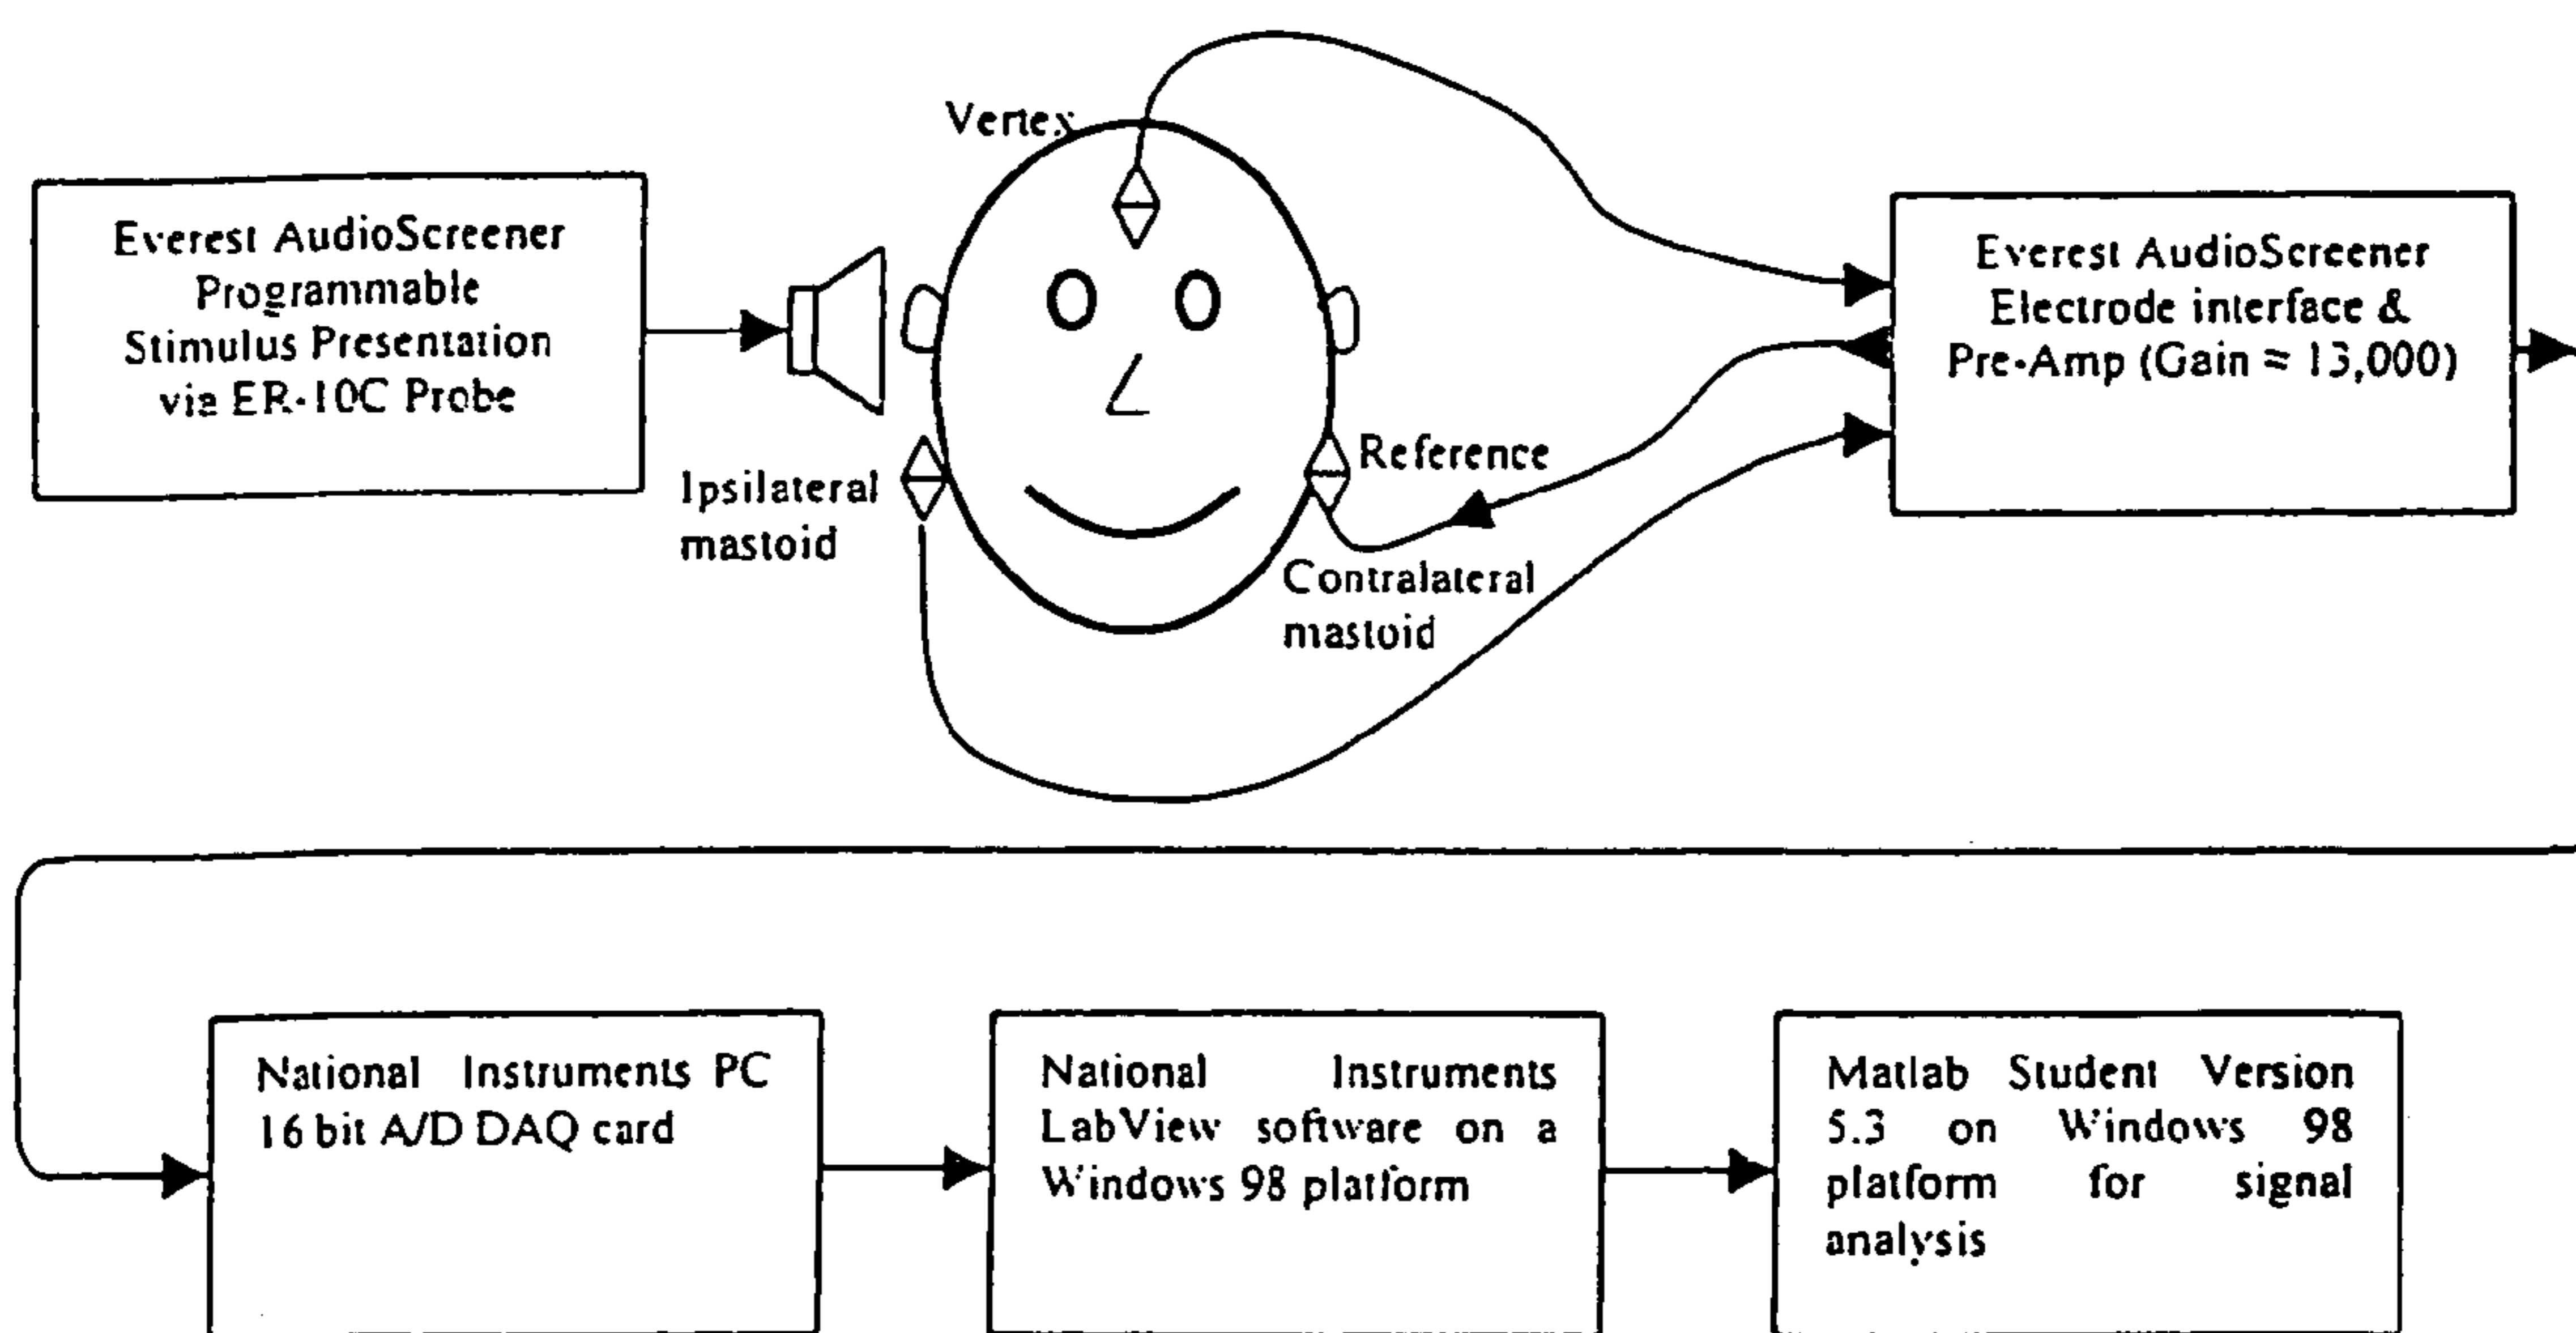 Vertex
Everest AudioScreener
Programmable
Stimulus Presentation
via ER-10C Probe
Everest AudioScreener
Electrode interface &
Pre-Amp (Gain ≈ 13,000)
Ipsilateral
mastoid
Reference
Contralateral
mastoid
National Instruments PC
16 bit A/D DAQ card
National Instruments
LabView software on a
Windows 98 platform
Matlab Student Version
5.3 on Windows 98
platform for signal
analysis